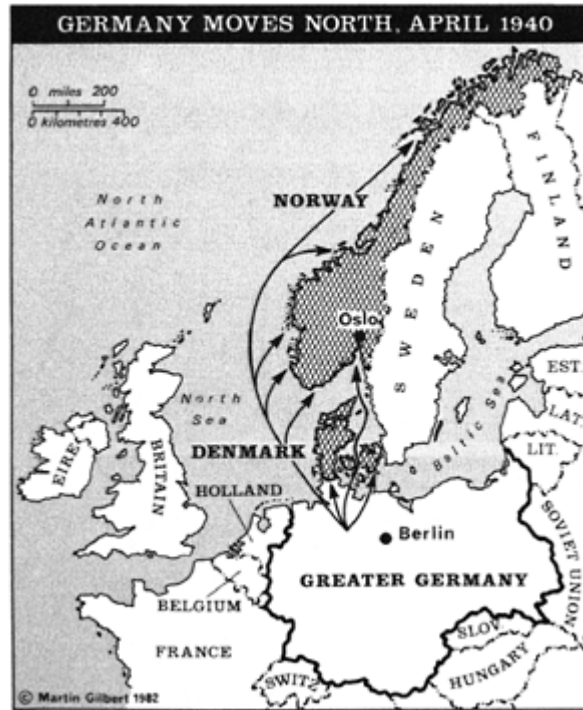 GERMANY MOVES NORTH, APRIL 1940
0 miles 200
0 kilometres 400
North
Atlantic
Ocean
NORWAY
FINLAND
SWEDEN
Oslo
EST.
LAT.
LIT.
North
Sea
Baltic Sea
EIRE
BRITAIN
DENMARK
HOLLAND
Berlin
SOVIET UNION
GREATER GERMANY
BELGIUM
FRANCE
SLOV
HUNGARY
SWITZ
© Martin Gilbert 1982